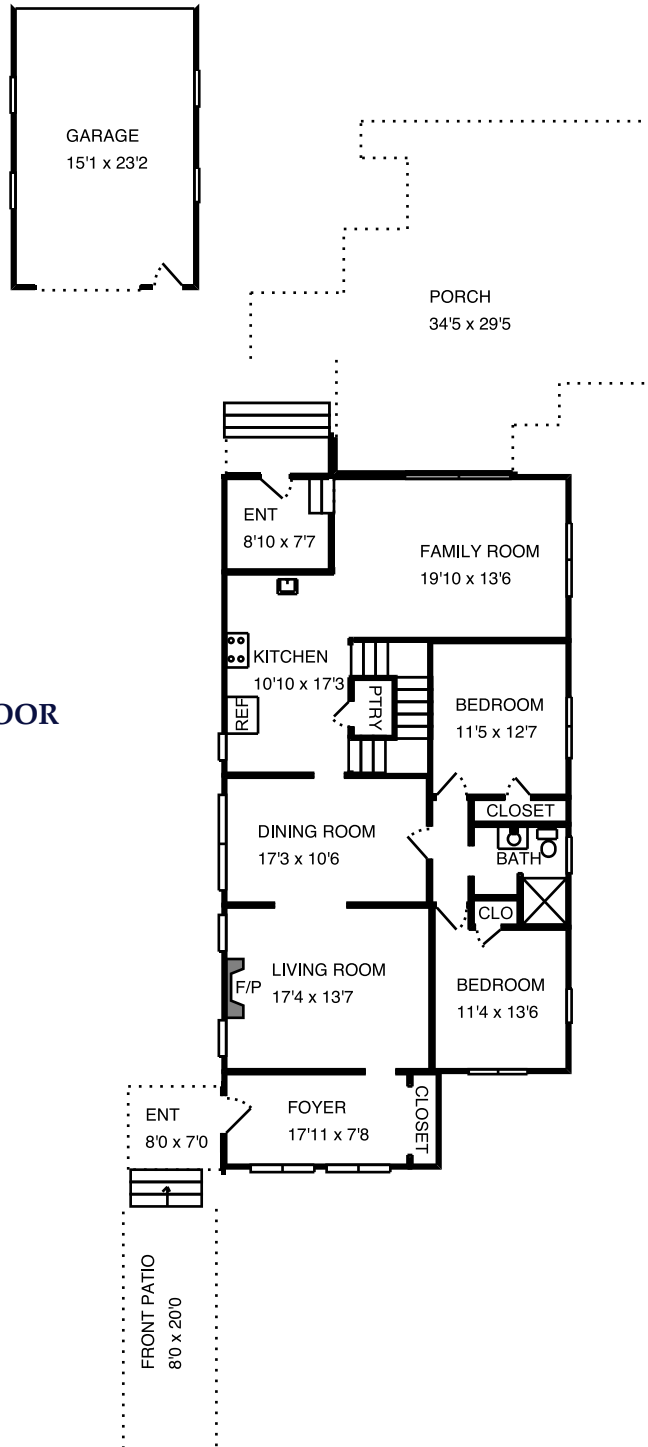 GARAGE
15'1 x 23'2
PORCH
34'5 x 29'5
ENT
8'10 x 7'7
FAMILY ROOM
19'10 x 13'6
KITCHEN
10'10 x 17'3
PTRY
REF
BEDROOM
11'5 x 12'7
OOR
CLOSET
DINING ROOM
17'3 x 10'6
BATH
CLO
LIVING ROOM
17'4 x 13'7
F/P
BEDROOM
11'4 x 13'6
ENT
8'0 x 7'0
FOYER
17'11 x 7'8
CLOSET
FRONT PATIO
8'0 x 20'0